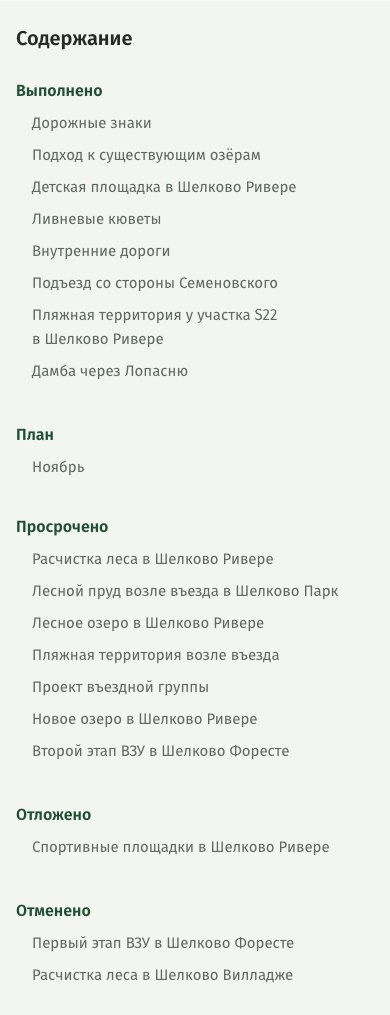 Содержание
Выполнено
Дорожные знаки
Подход к существующим озёрам
Детская площадка в Шелково Ривере
Ливневые кюветы
Внутренние дороги
Подъезд со стороны Семеновского
Пляжная территория у участка S22
в Шелково Ривере
Дамба через Лопасню
План
Ноябрь
Просрочено
Расчистка леса в Шелково Ривере
Лесной пруд возле въезда в Шелково Парк
Лесное озеро в Шелково Ривере
Пляжная территория возле въезда
Проект въездной группы
Новое озеро в Шелково Ривере
Второй этап ВЗУ в Шелково Форесте
Отложено
Спортивные площадки в Шелково Ривере
Отменено
Первый этап ВЗУ в Шелково Форесте
Расчистка леса в Шелково Вилладже